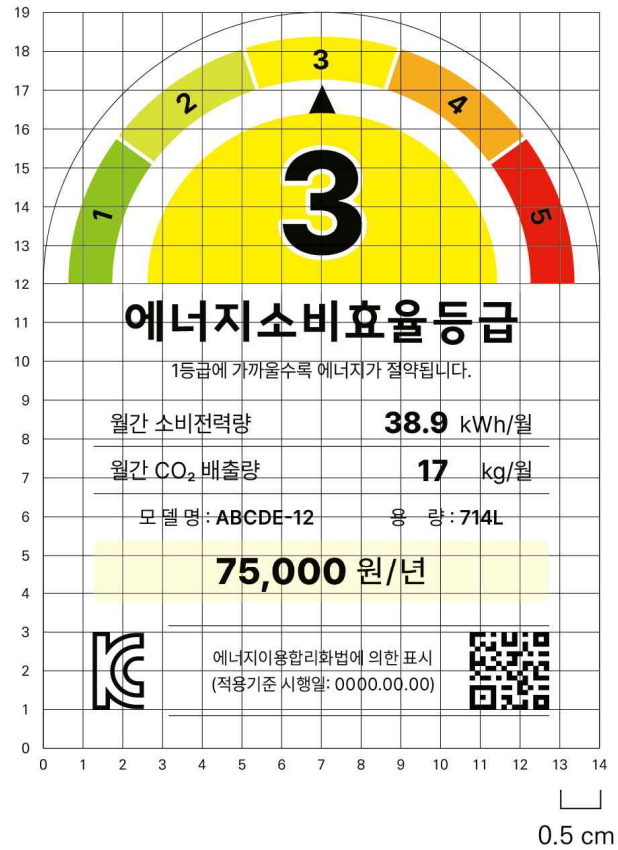 19
18
17
16
15
14
13
12
11
10
9
8
7
6
5
4
3
2
1
0
1
2
3
4
5
3
에너지소비효율등급
1등급에 가까울수록 에너지가 절약됩니다.
월간 소비전력량 38.9 kWh/월
월간 CO₂ 배출량 17 kg/월
모 델 명 : ABCDE-12 용 량 : 714L
75,000 원/년
KC
에너지이용합리화법에 의한 표시
(적용기준 시행일: 0000.00.00)
0 1 2 3 4 5 6 7 8 9 10 11 12 13 14
0.5 cm